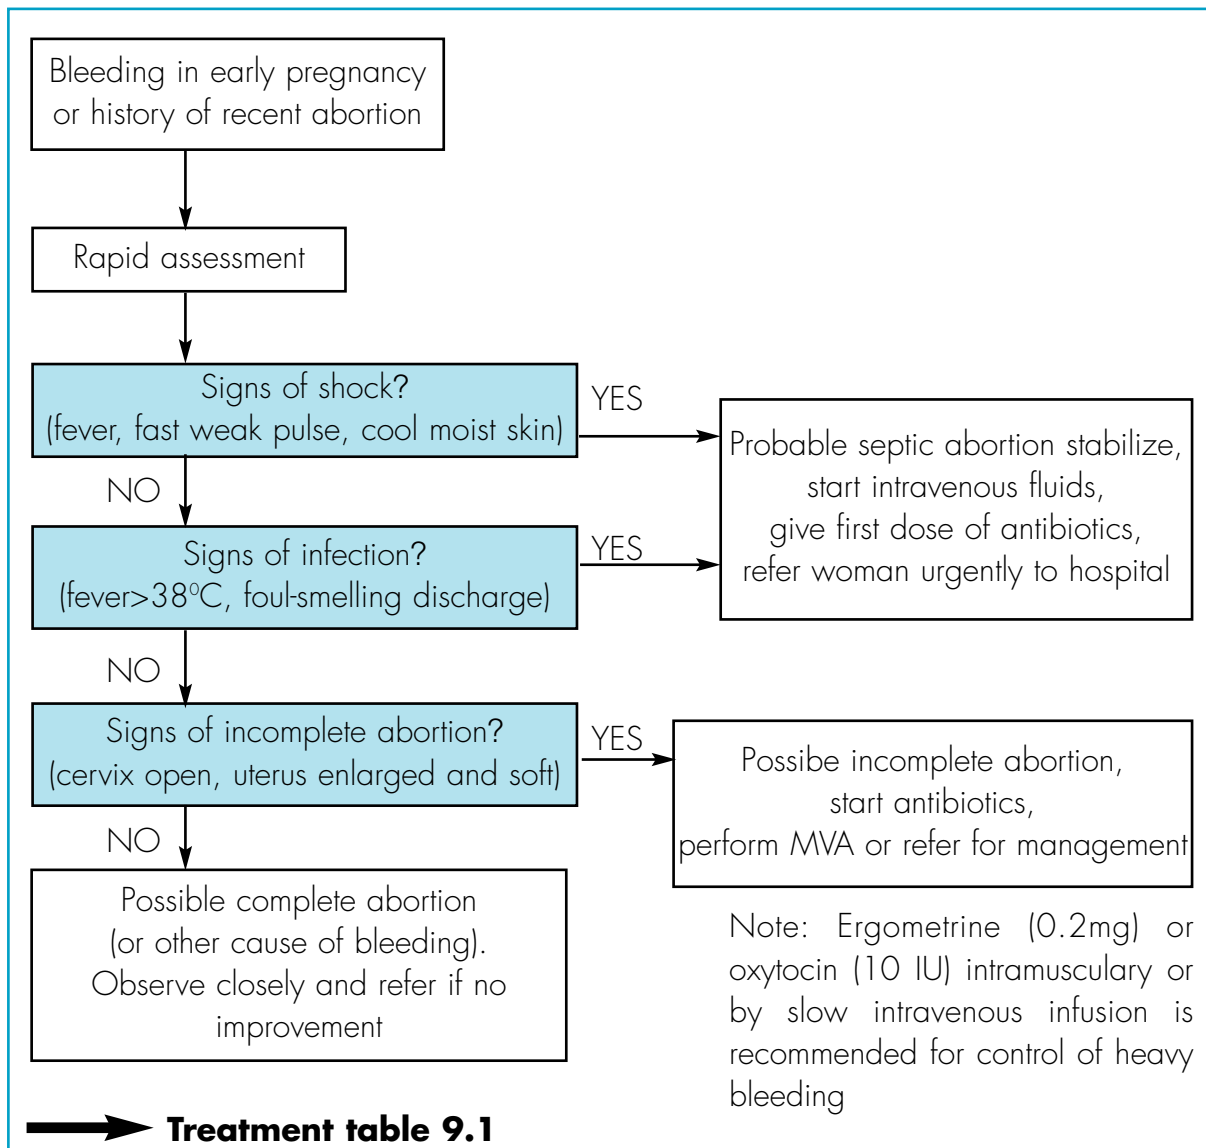 Bleeding in early pregnancy
or history of recent abortion
Rapid assessment
Signs of shock?
(fever, fast weak pulse, cool moist skin)
YES
Probable septic abortion stabilize,
start intravenous fluids,
give first dose of antibiotics,
refer woman urgently to hospital
NO
Signs of infection?
(fever>38⁰C, foul-smelling discharge)
YES
NO
Signs of incomplete abortion?
(cervix open, uterus enlarged and soft)
YES
Possibe incomplete abortion,
start antibiotics,
perform MVA or refer for management
NO
Possible complete abortion
(or other cause of bleeding).
Observe closely and refer if no
improvement
Note: Ergometrine (0.2mg) or
oxytocin (10 IU) intramusculary or
by slow intravenous infusion is
recommended for control of heavy
bleeding
Treatment table 9.1